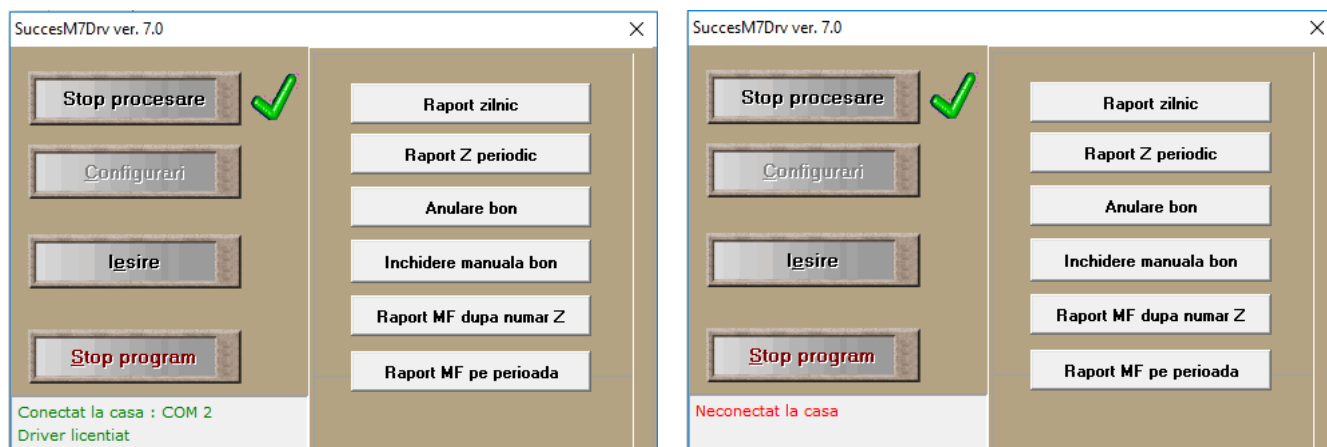 SuccesM7Drv ver. 7.0
Stop procesare
Configurari
Iesire
Stop program
Conectat la casa : COM 2
Driver licentiat
Raport zilnic
Raport Z periodic
Anulare bon
Inchidere manuala bon
Raport MF dupa numar Z
Raport MF pe perioada
SuccesM7Drv ver. 7.0
Stop procesare
Configurari
Iesire
Stop program
Neconectat la casa
Raport zilnic
Raport Z periodic
Anulare bon
Inchidere manuala bon
Raport MF dupa numar Z
Raport MF pe perioada